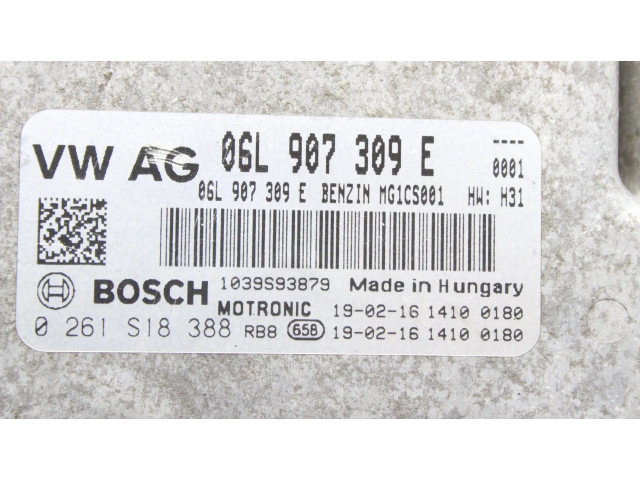 VW AG 06L 907 309 E ----
0001
06L 907 309 E BENZIN MG1CS001 HW: H31
BOSCH 1039S93879 Made in Hungary
MOTRONIC 19-02-16 1410 0180
0 261 S18 388 RB8 658 19-02-16 1410 0180